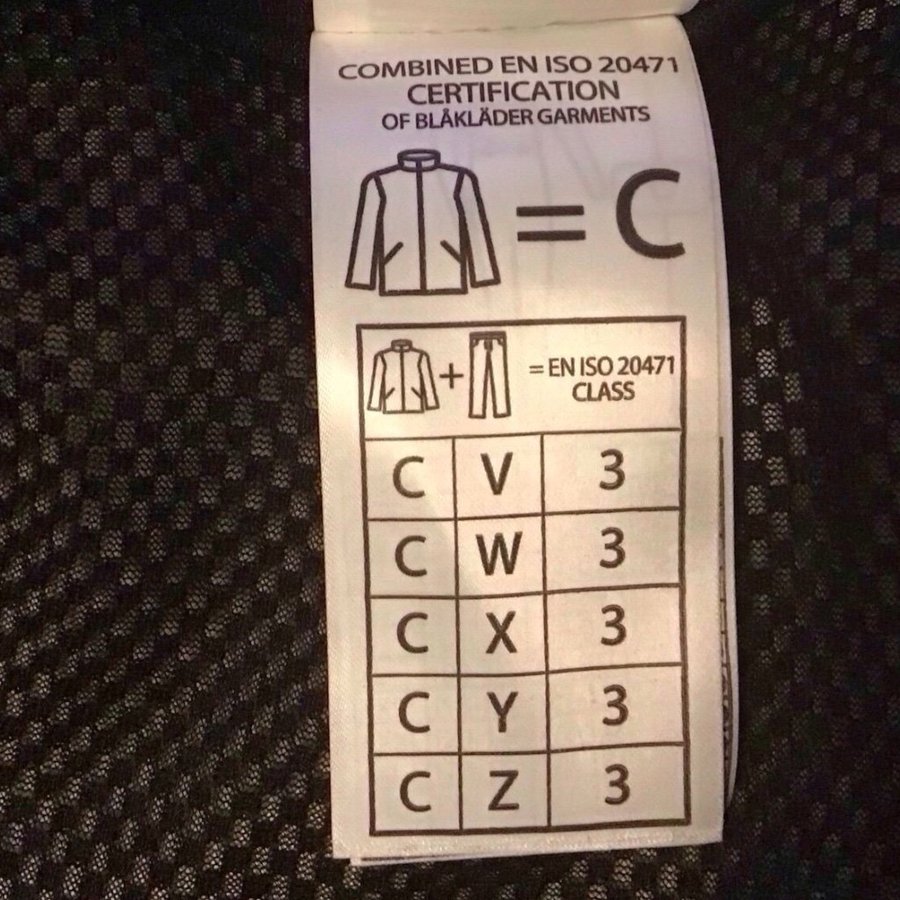 COMBINED EN ISO 20471
CERTIFICATION
OF BLÅKLÄDER GARMENTS
= C
+ = EN ISO 20471
CLASS
C V 3
C W 3
C X 3
C Y 3
C Z 3